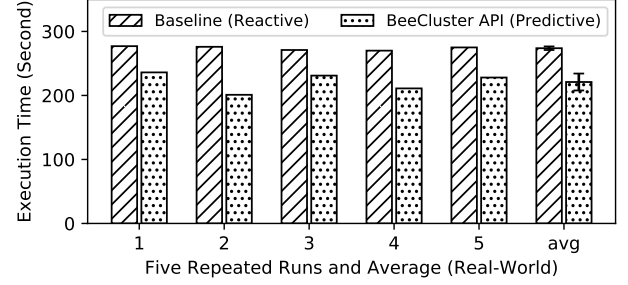 Baseline (Reactive) BeeCluster API (Predictive)
Execution Time (Second)
300
200
100
0
1 2 3 4 5 avg
Five Repeated Runs and Average (Real-World)